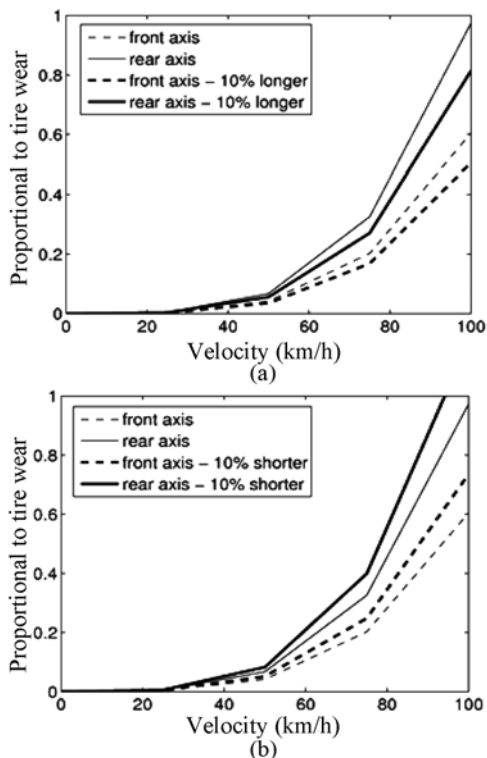 Proportional to tire wear
1
0.8
0.6
0.4
0.2
0
front axis
rear axis
front axis – 10% longer
rear axis – 10% longer
0 20 40 60 80 100
Velocity (km/h)
(a)
Proportional to tire wear
1
0.8
0.6
0.4
0.2
0
front axis
rear axis
front axis – 10% shorter
rear axis – 10% shorter
0 20 40 60 80 100
Velocity (km/h)
(b)